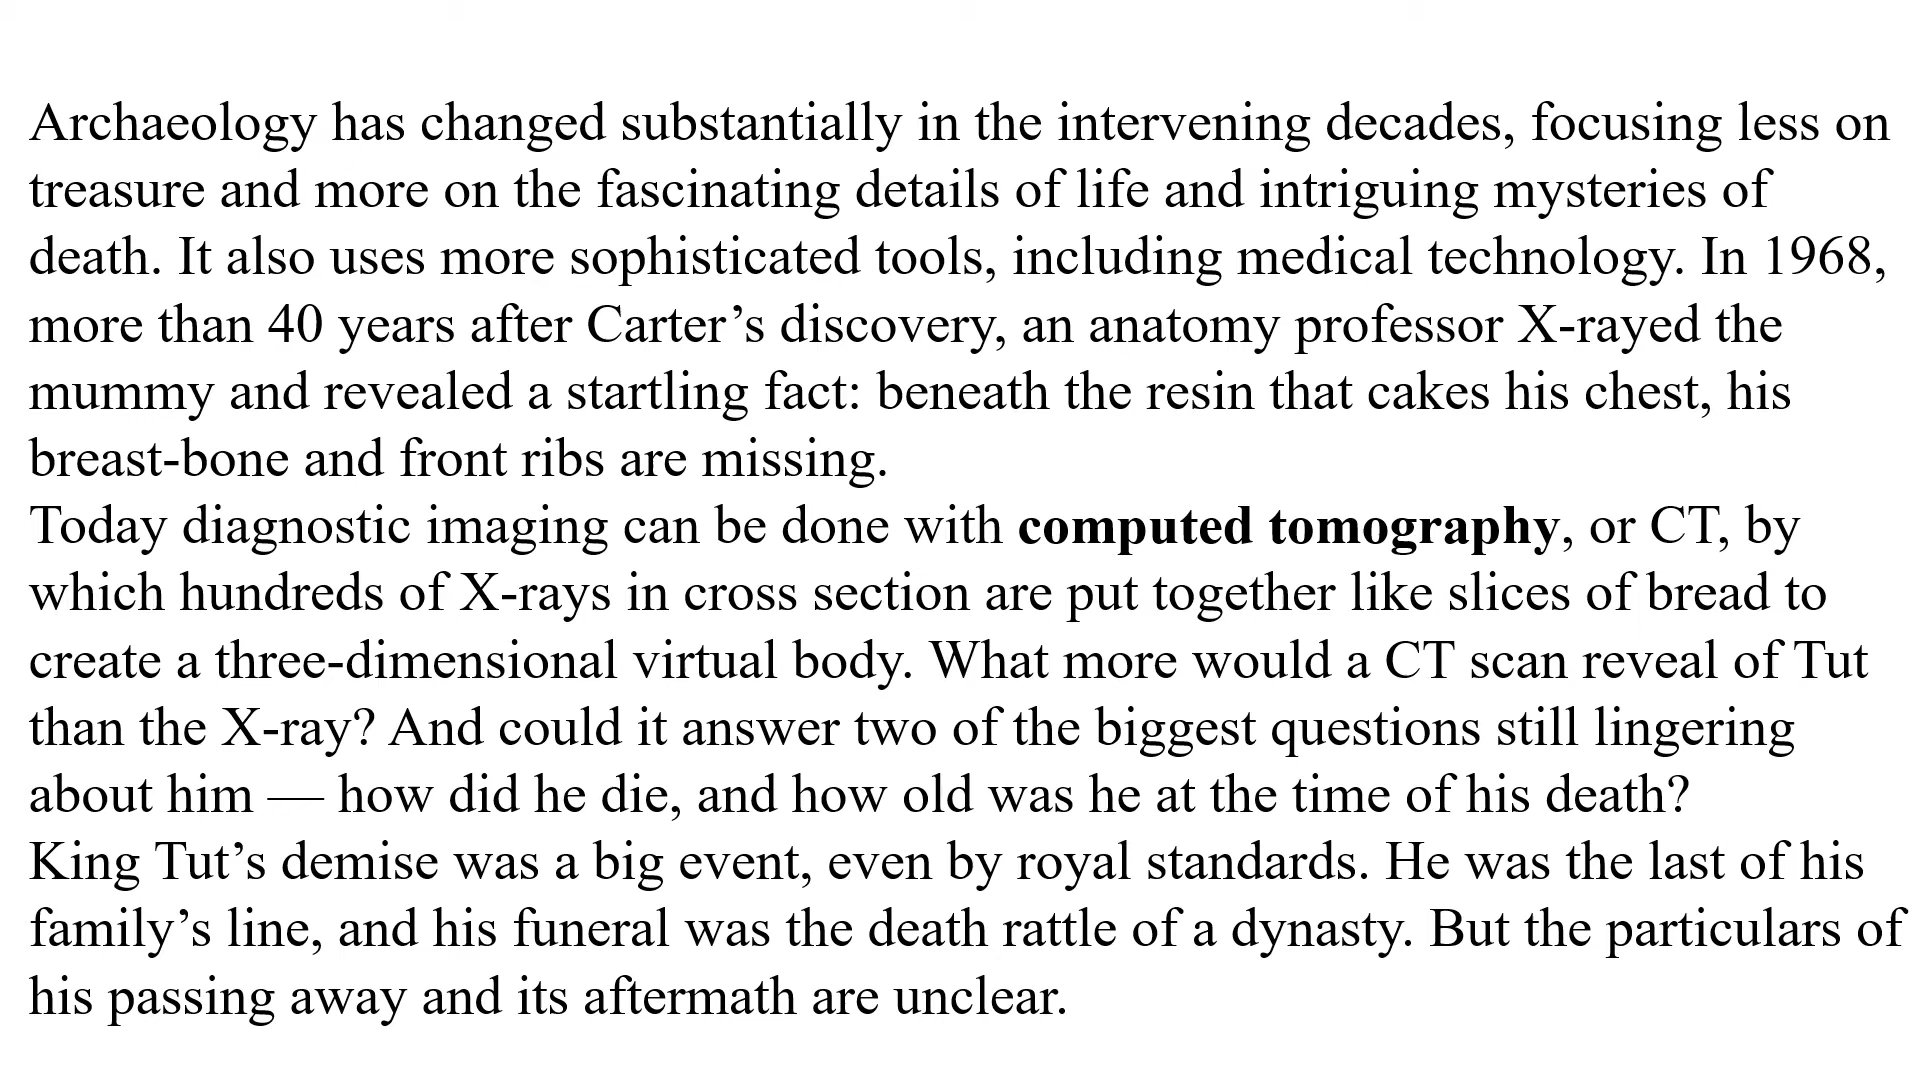 Archaeology has changed substantially in the intervening decades, focusing less on
treasure and more on the fascinating details of life and intriguing mysteries of
death. It also uses more sophisticated tools, including medical technology. In 1968,
more than 40 years after Carter’s discovery, an anatomy professor X-rayed the
mummy and revealed a startling fact: beneath the resin that cakes his chest, his
breast-bone and front ribs are missing.
Today diagnostic imaging can be done with computed tomography, or CT, by
which hundreds of X-rays in cross section are put together like slices of bread to
create a three-dimensional virtual body. What more would a CT scan reveal of Tut
than the X-ray? And could it answer two of the biggest questions still lingering
about him — how did he die, and how old was he at the time of his death?
King Tut’s demise was a big event, even by royal standards. He was the last of his
family’s line, and his funeral was the death rattle of a dynasty. But the particulars of
his passing away and its aftermath are unclear.